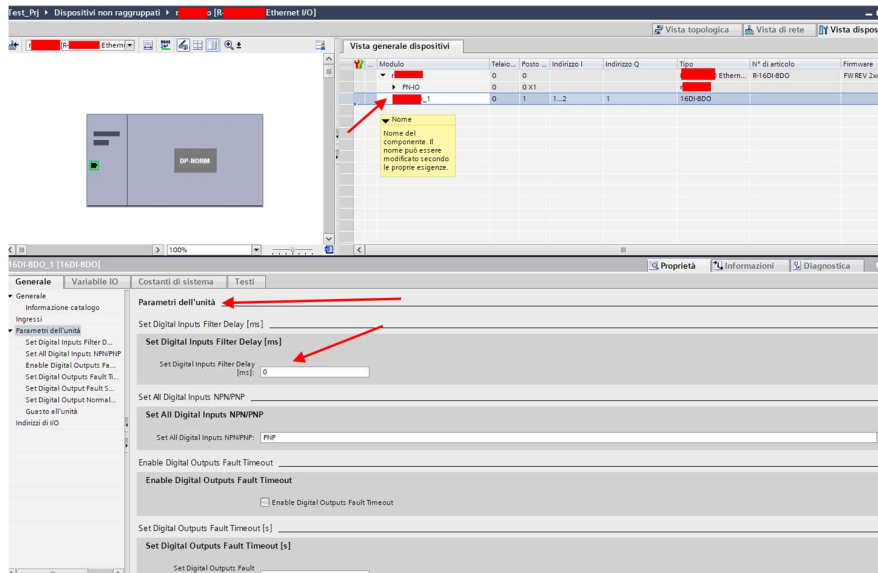 Test_Prj ▸ Dispositivi non raggruppati ▸ r o [R- Ethernet I/O]
Vista topologica Vista di rete Vista dispos
r [R- Ethern
Vista generale dispositivi
... Modulo Telaio... Posto ... Indirizzo I Indirizzo Q Tipo N° di articolo Firmware
r 0 0 Ethern... R-16DI-8DO FW REV 2xx
PN-IO 0 0 X1 r
_1 0 1 1...2 1 16DI-8DO
Nome
Nome del
componente. Il
nome può essere
modificato secondo
le proprie esigenze.
DP-NORM
100%
16DI-8DO_1 [16DI-8DO]
Proprietà Informazioni Diagnostica
Generale Variabile IO Costanti di sistema Testi
Generale
Informazione catalogo
Ingressi
Parametri dell'unità
Set Digital Inputs Filter D...
Set All Digital Inputs NPN/PNP
Enable Digital Outputs Fa...
Set Digital Outputs Fault Ti...
Set Digital Output Fault S...
Set Digital Output Normal...
Guasto all'unità
Indirizzi di I/O
Parametri dell'unità
Set Digital Inputs Filter Delay [ms]
Set Digital Inputs Filter Delay [ms]
Set Digital Inputs Filter Delay
[ms]: 0
Set All Digital Inputs NPN/PNP
Set All Digital Inputs NPN/PNP
Set All Digital Inputs NPN/PNP: PNP
Enable Digital Outputs Fault Timeout
Enable Digital Outputs Fault Timeout
Enable Digital Outputs Fault Timeout
Set Digital Outputs Fault Timeout [s]
Set Digital Outputs Fault Timeout [s]
Set Digital Outputs Fault